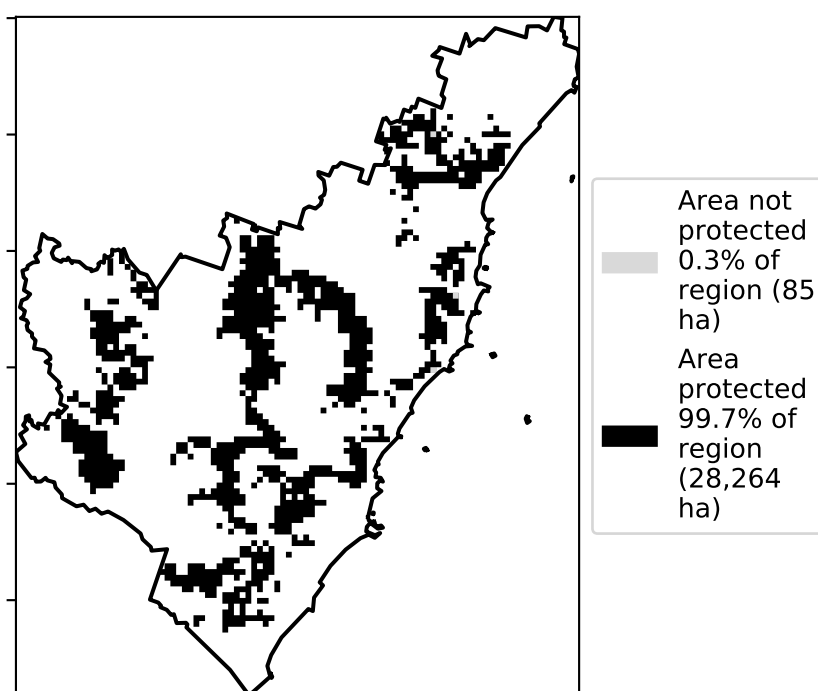 Area not
protected
0.3% of
region (85
ha)
Area
protected
99.7% of
region
(28,264
ha)